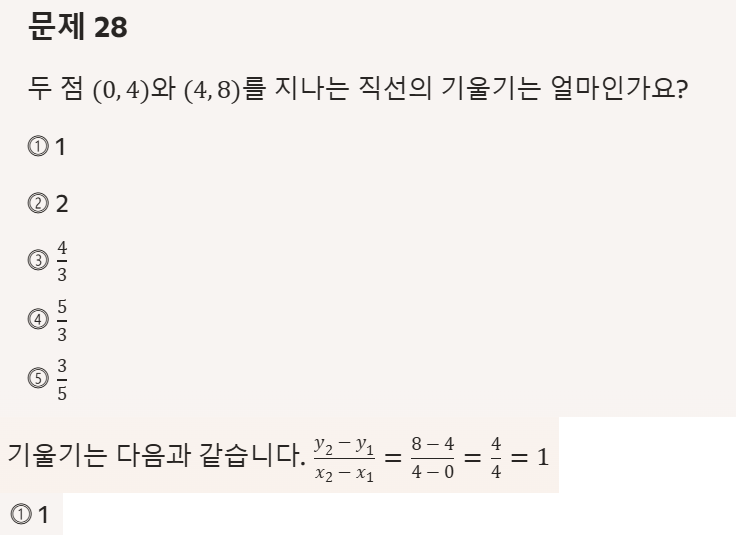 문제 28
두 점 (0, 4)와 (4, 8)를 지나는 직선의 기울기는 얼마인가요?
① 1
② 2
③ 4/3
④ 5/3
⑤ 3/5
기울기는 다음과 같습니다. (y₂ − y₁)/(x₂ − x₁) = (8 − 4)/(4 − 0) = 4/4 = 1
① 1